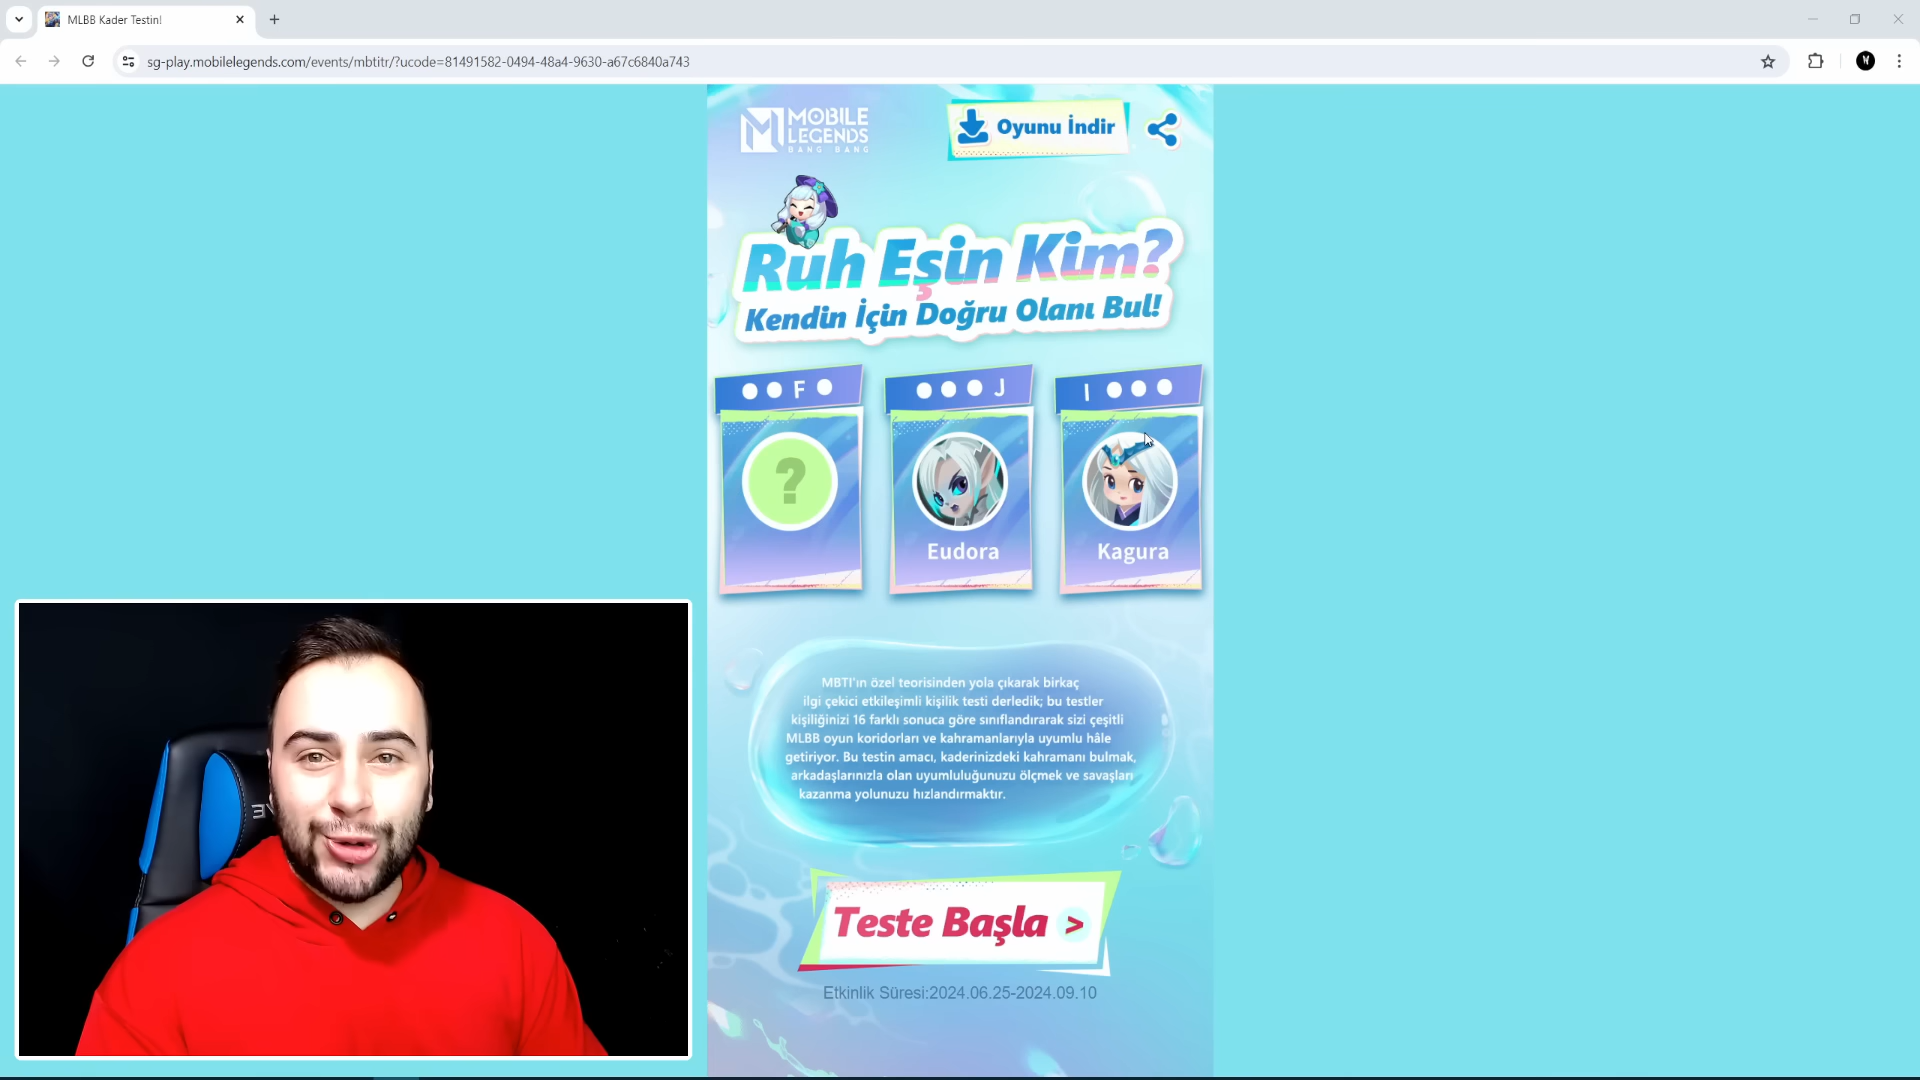 MLBB Kader Testin!
sg-play.mobilelegends.com/events/mbtitr/?ucode=81491582-0494-48a4-9630-a67c6840a743
W
MOBILE
LEGENDS
BANG BANG
Oyunu İndir
Ruh Eşin Kim?
Kendin İçin Doğru Olanı Bul!
F
J
I
?
Eudora
Kagura
MBTI'ın özel teorisinden yola çıkarak birkaç
ilgi çekici etkileşimli kişilik testi derledik; bu testler
kişiliğinizi 16 farklı sonuca göre sınıflandırarak sizi çeşitli
MLBB oyun koridorları ve kahramanlarıyla uyumlu hâle
getiriyor. Bu testin amacı, kaderinizdeki kahramanı bulmak,
arkadaşlarınızla olan uyumluluğunuzu ölçmek ve savaşları
kazanma yolunuzu hızlandırmaktır.
Teste Başla >
Etkinlik Süresi:2024.06.25-2024.09.10